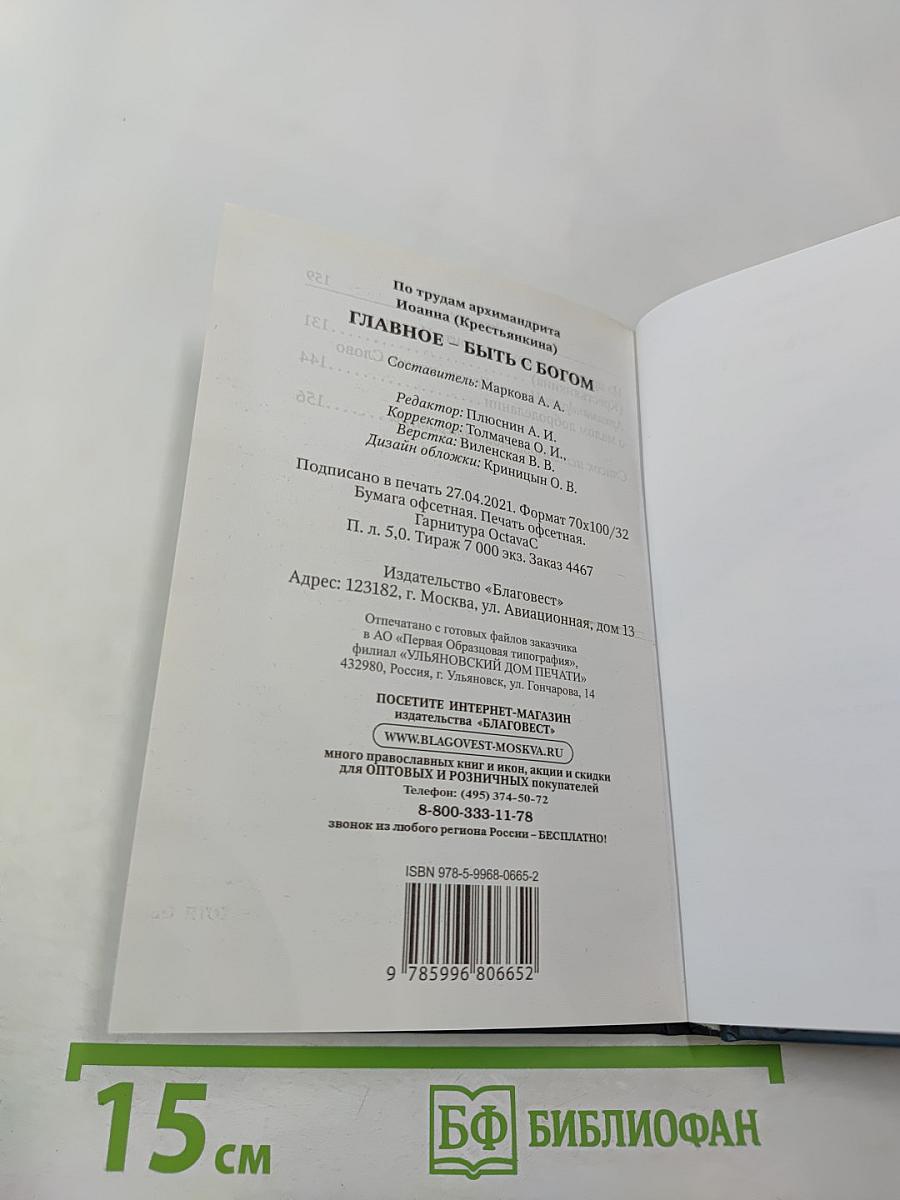 По трудам архимандрита
Иоанна (Крестьянкина)
ГЛАВНОЕ – БЫТЬ С БОГОМ
Составитель: Маркова А. А.
Редактор: Плюснин А. И.
Корректор: Толмачева О. И.,
Верстка: Виленская В. В.
Дизайн обложки: Криницын О. В.
Подписано в печать 27.04.2021. Формат 70х100/32
Бумага офсетная. Печать офсетная.
Гарнитура OctavaC
П. л. 5,0. Тираж 7 000 экз. Заказ 4467
Издательство «Благовест»
Адрес: 123182, г. Москва, ул. Авиационная, дом 13
Отпечатано с готовых файлов заказчика
в АО «Первая Образцовая типография»,
филиал «УЛЬЯНОВСКИЙ ДОМ ПЕЧАТИ»
432980, Россия, г. Ульяновск, ул. Гончарова, 14
ПОСЕТИТЕ ИНТЕРНЕТ-МАГАЗИН
издательства «БЛАГОВЕСТ»
WWW.BLAGOVEST-MOSKVA.RU
много православных книг и икон, акции и скидки
для ОПТОВЫХ И РОЗНИЧНЫХ покупателей
Телефон: (495) 374-50-72
8-800-333-11-78
звонок из любого региона России – БЕСПЛАТНО!
ISBN 978-5-9968-0665-2
9 785996 806652
15 см
БФ БИБЛИОФАН